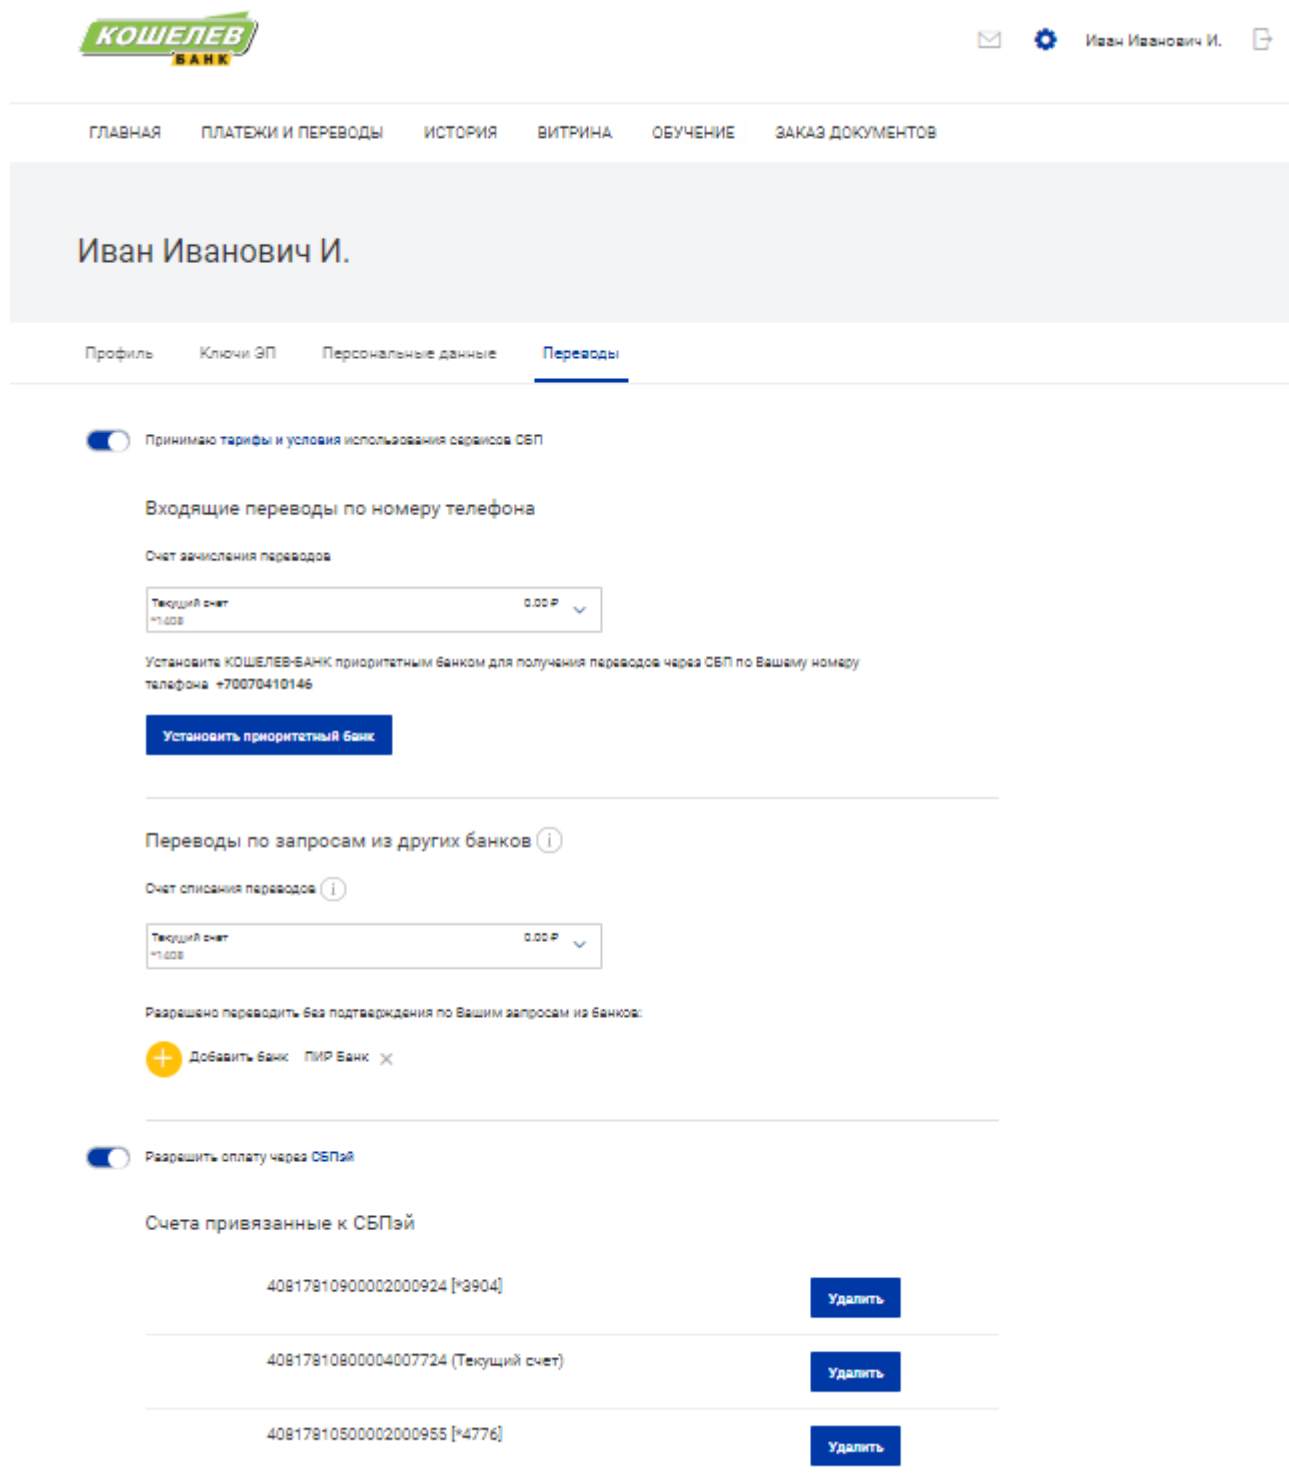 КОШЕЛЕВ
БАНК
Иван Иванович И.
ГЛАВНАЯ ПЛАТЕЖИ И ПЕРЕВОДЫ ИСТОРИЯ ВИТРИНА ОБУЧЕНИЕ ЗАКАЗ ДОКУМЕНТОВ
Иван Иванович И.
Профиль Ключи ЭП Персональные данные Переводы
Принимаю тарифы и условия использования сервисов СБП
Входящие переводы по номеру телефона
Счет зачисления переводов
Текущий счет 0.00 ₽
*1408
Установите КОШЕЛЕВ-БАНК приоритетным банком для получения переводов через СБП по Вашему номеру
телефона +70070410146
Установить приоритетный банк
Переводы по запросам из других банков i
Счет списания переводов i
Текущий счет 0.00 ₽
*1408
Разрешено переводить без подтверждения по Вашим запросам из банков:
Добавить банк ПИР Банк
Разрешить оплату через СБПэй
Счета привязанные к СБПэй
40817810900002000924 [*3904] Удалить
40817810800004007724 (Текущий счет) Удалить
40817810500002000955 [*4776] Удалить